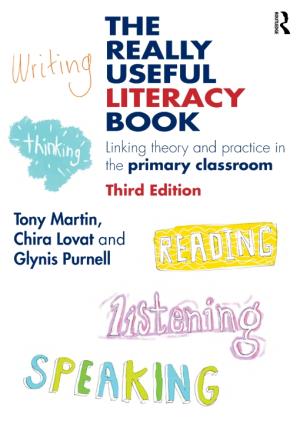 THE
REALLY
USEFUL
LITERACY
BOOK
Writing
thinking
Linking theory and practice in
the primary classroom
Third Edition
Tony Martin,
Chira Lovat and
Glynis Purnell
READING
listening
SPEAKING
Routledge